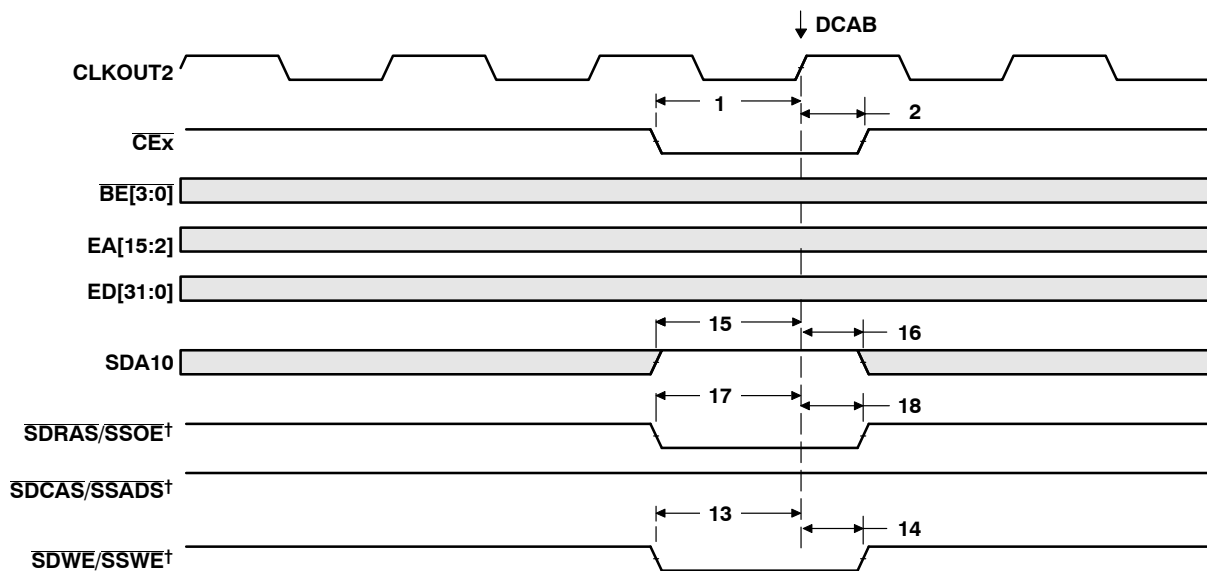 DCAB
CLKOUT2
1
2
CEx
BE[3:0]
EA[15:2]
ED[31:0]
15
16
SDA10
17
18
SDRAS/SSOE†
SDCAS/SSADS†
13
14
SDWE/SSWE†